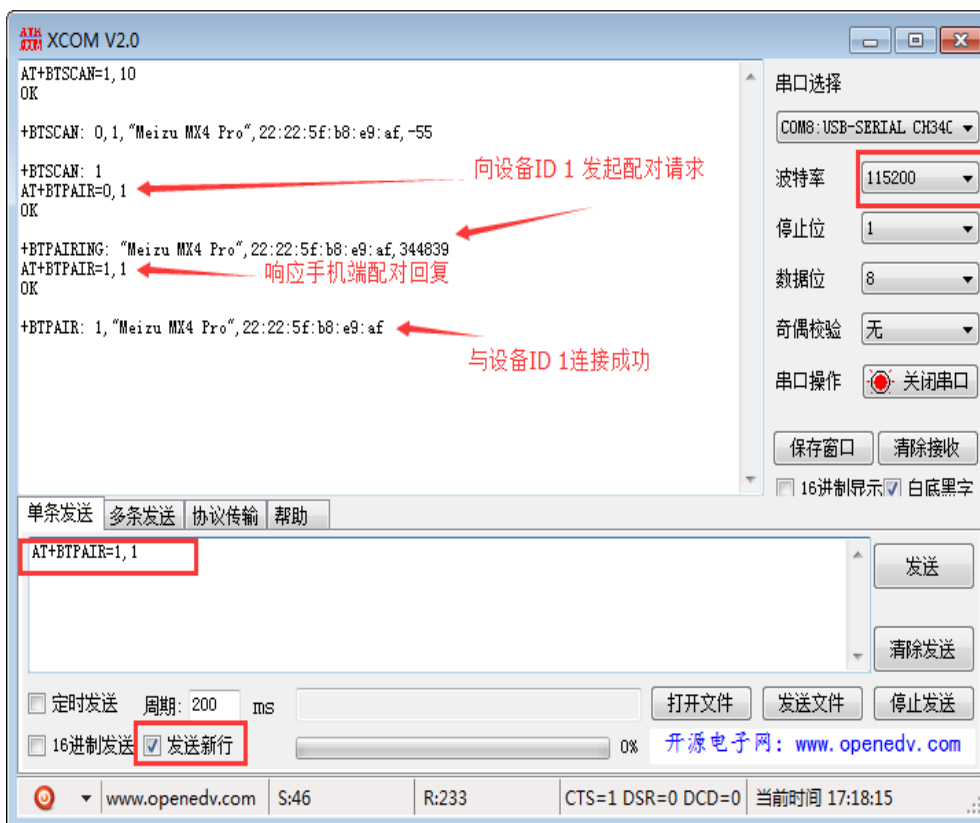 ATK COM XCOM V2.0
AT+BTSCAN=1,10
OK
+BTSCAN: 0,1,"Meizu MX4 Pro",22:22:5f:b8:e9:af,-55
+BTSCAN: 1
向设备ID 1 发起配对请求
AT+BTPAIR=0,1
OK
+BTPAIRING: "Meizu MX4 Pro",22:22:5f:b8:e9:af,344839
AT+BTPAIR=1,1
响应手机端配对回复
OK
+BTPAIR: 1,"Meizu MX4 Pro",22:22:5f:b8:e9:af
与设备ID 1连接成功
串口选择
COM8:USB-SERIAL CH34C
波特率 115200
停止位 1
数据位 8
奇偶校验 无
串口操作 关闭串口
保存窗口 清除接收
16进制显示 白底黑字
单条发送 多条发送 协议传输 帮助
AT+BTPAIR=1,1
发送
清除发送
定时发送 周期: 200 ms 打开文件 发送文件 停止发送
16进制发送 发送新行 0% 开源电子网: www.openedv.com
www.openedv.com S:46 R:233 CTS=1 DSR=0 DCD=0 当前时间 17:18:15